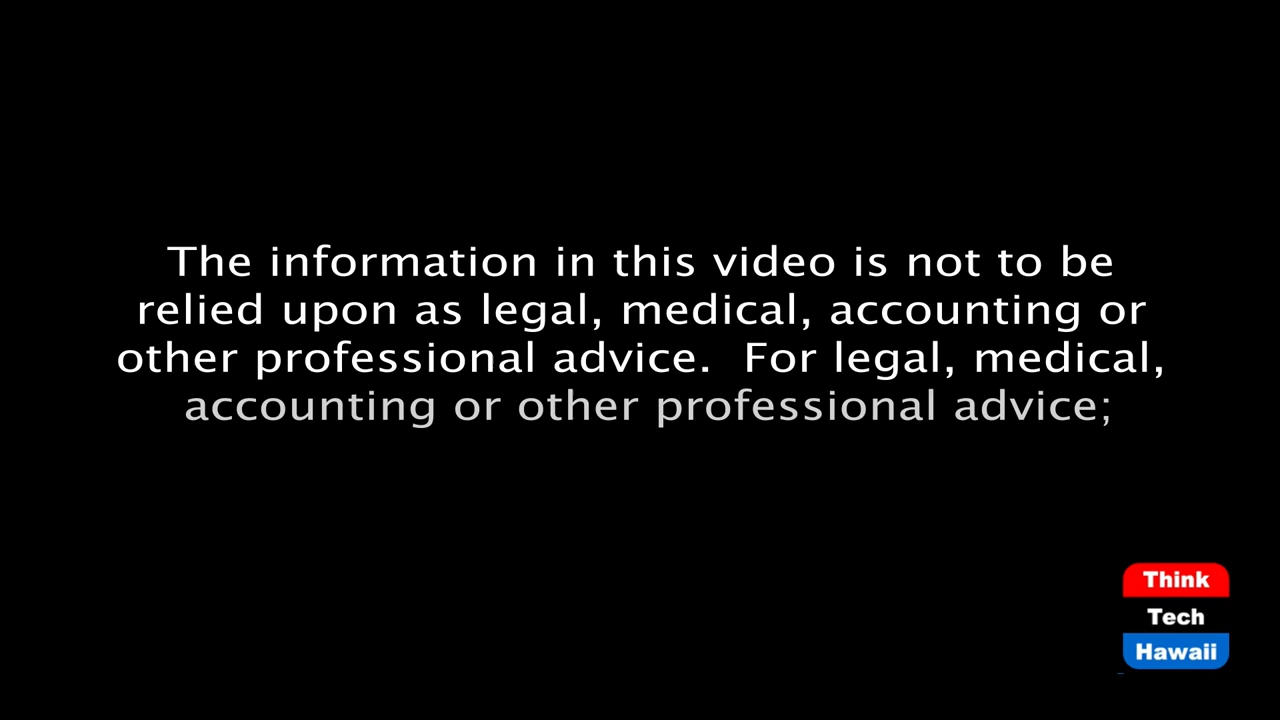 The information in this video is not to be
relied upon as legal, medical, accounting or
other professional advice.  For legal, medical,
accounting or other professional advice;
Think
Tech
Hawaii